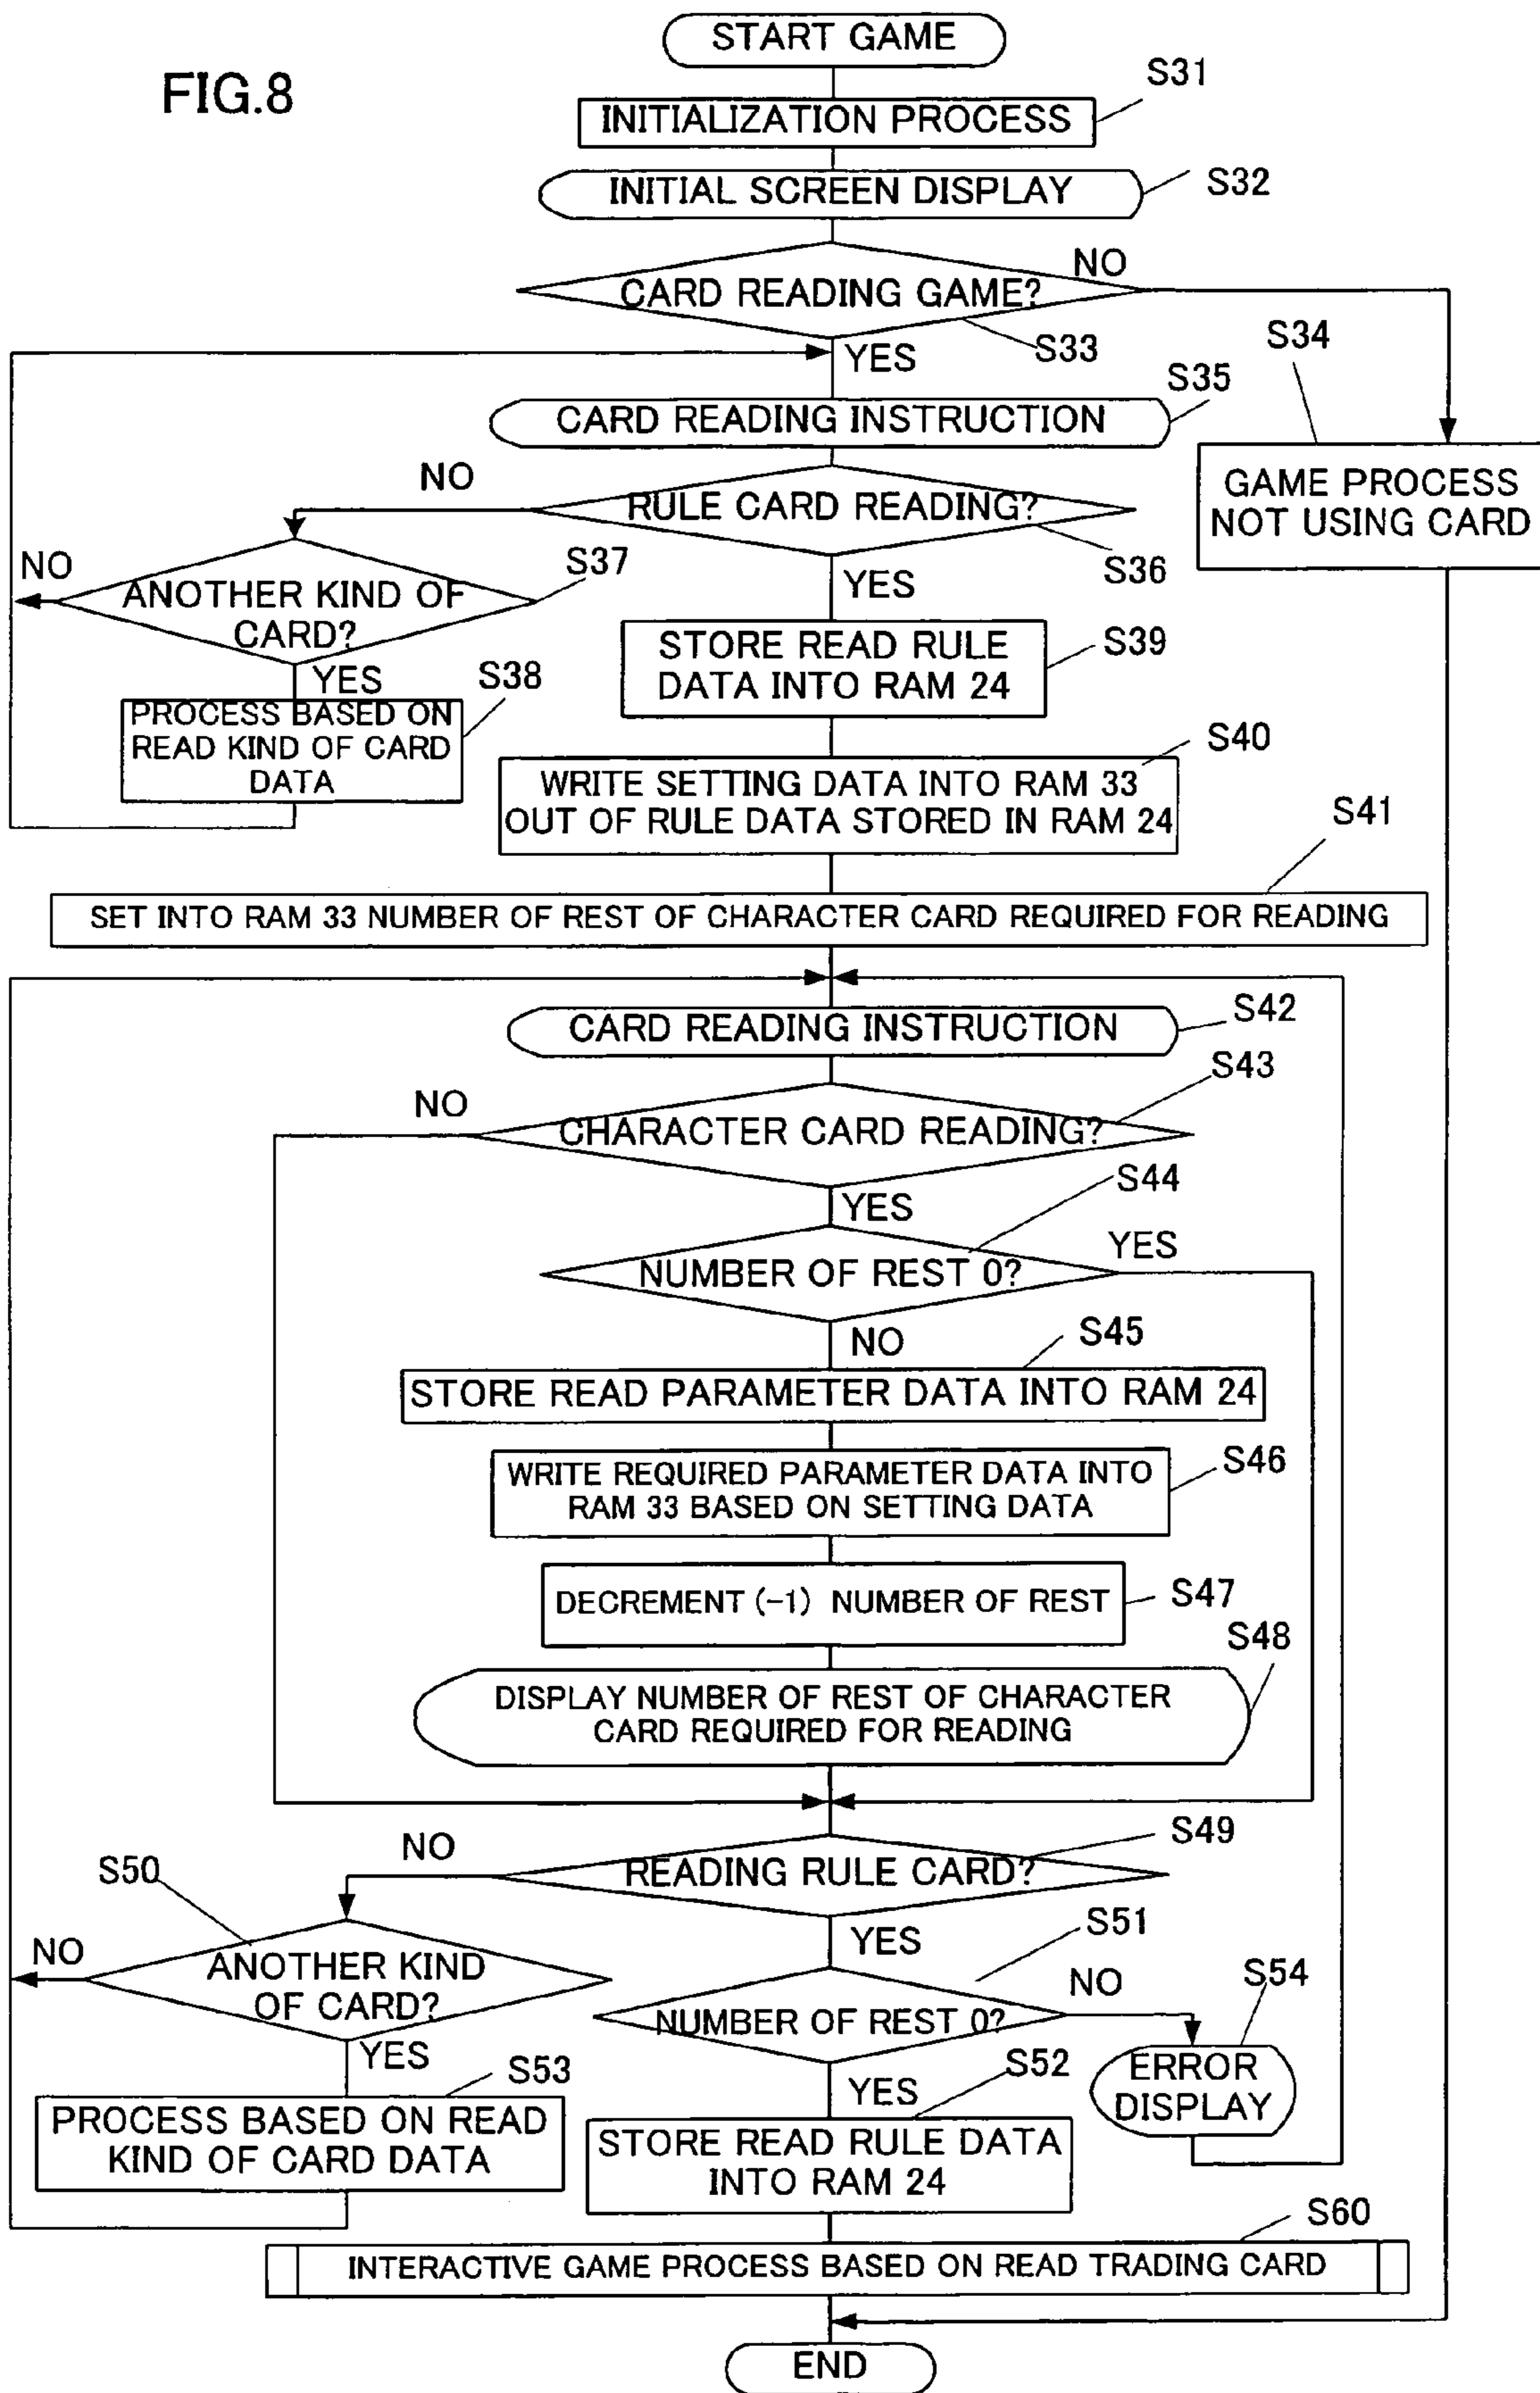 FIG.8
START GAME
S31
INITIALIZATION PROCESS
INITIAL SCREEN DISPLAY
S32
NO
CARD READING GAME?
S33
YES
S34
S35
CARD READING INSTRUCTION
GAME PROCESS
NOT USING CARD
NO
RULE CARD READING?
S36
YES
NO
S37
ANOTHER KIND OF
CARD?
YES
S38
PROCESS BASED ON
READ KIND OF CARD
DATA
STORE READ RULE
DATA INTO RAM 24
S39
S40
WRITE SETTING DATA INTO RAM 33
OUT OF RULE DATA STORED IN RAM 24
S41
SET INTO RAM 33 NUMBER OF REST OF CHARACTER CARD REQUIRED FOR READING
CARD READING INSTRUCTION
S42
S43
NO
CHARACTER CARD READING?
YES
S44
YES
NUMBER OF REST 0?
NO
S45
STORE READ PARAMETER DATA INTO RAM 24
WRITE REQUIRED PARAMETER DATA INTO
RAM 33 BASED ON SETTING DATA
S46
DECREMENT (-1) NUMBER OF REST
S47
S48
DISPLAY NUMBER OF REST OF CHARACTER
CARD REQUIRED FOR READING
NO
READING RULE CARD?
S49
YES
S50
NO
ANOTHER KIND
OF CARD?
YES
S51
NO
NUMBER OF REST 0?
YES
S54
ERROR
DISPLAY
S53
PROCESS BASED ON READ
KIND OF CARD DATA
S52
STORE READ RULE DATA
INTO RAM 24
S60
INTERACTIVE GAME PROCESS BASED ON READ TRADING CARD
END